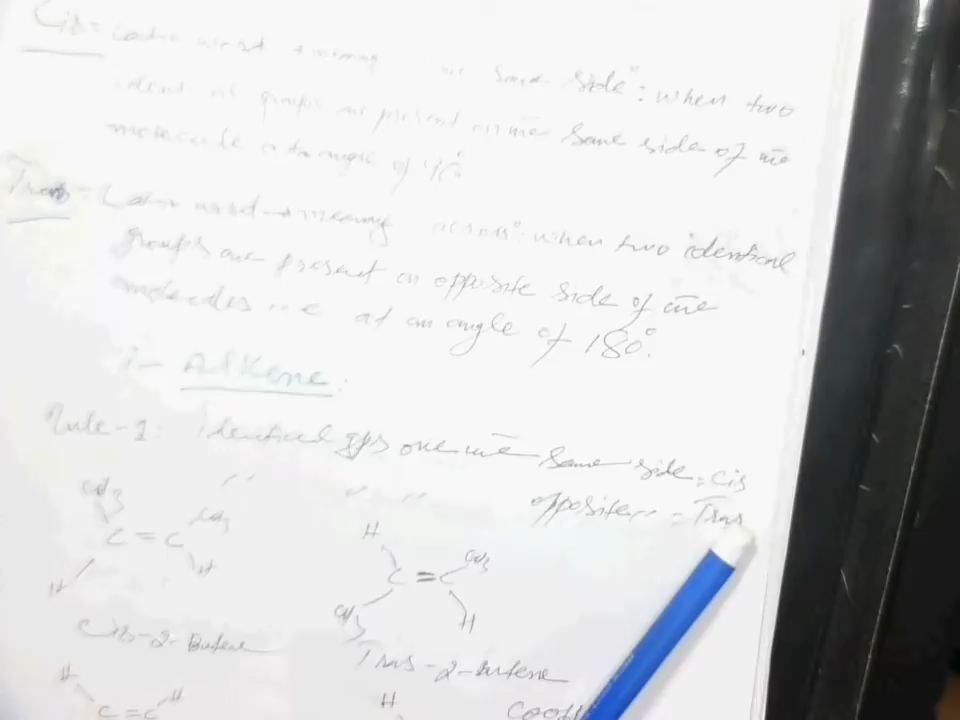 Cis = Latin word meaning "on same side": when two
identical groups are present on the same side of the
molecule at an angle of
Trans = Latin word meaning across": when two identical
groups are present on opposite side of the
molecules i.e at an angle of 180°.
i- Alkene:
Rule-1: Identical gps one the same side = Cis
" " " " opposite " = Trans
CH3 CH3
C = C
H H
H CH3
C = C
CH3 H
Cis-2-Butene
Trans-2-butene
H H
C=C
H COOH